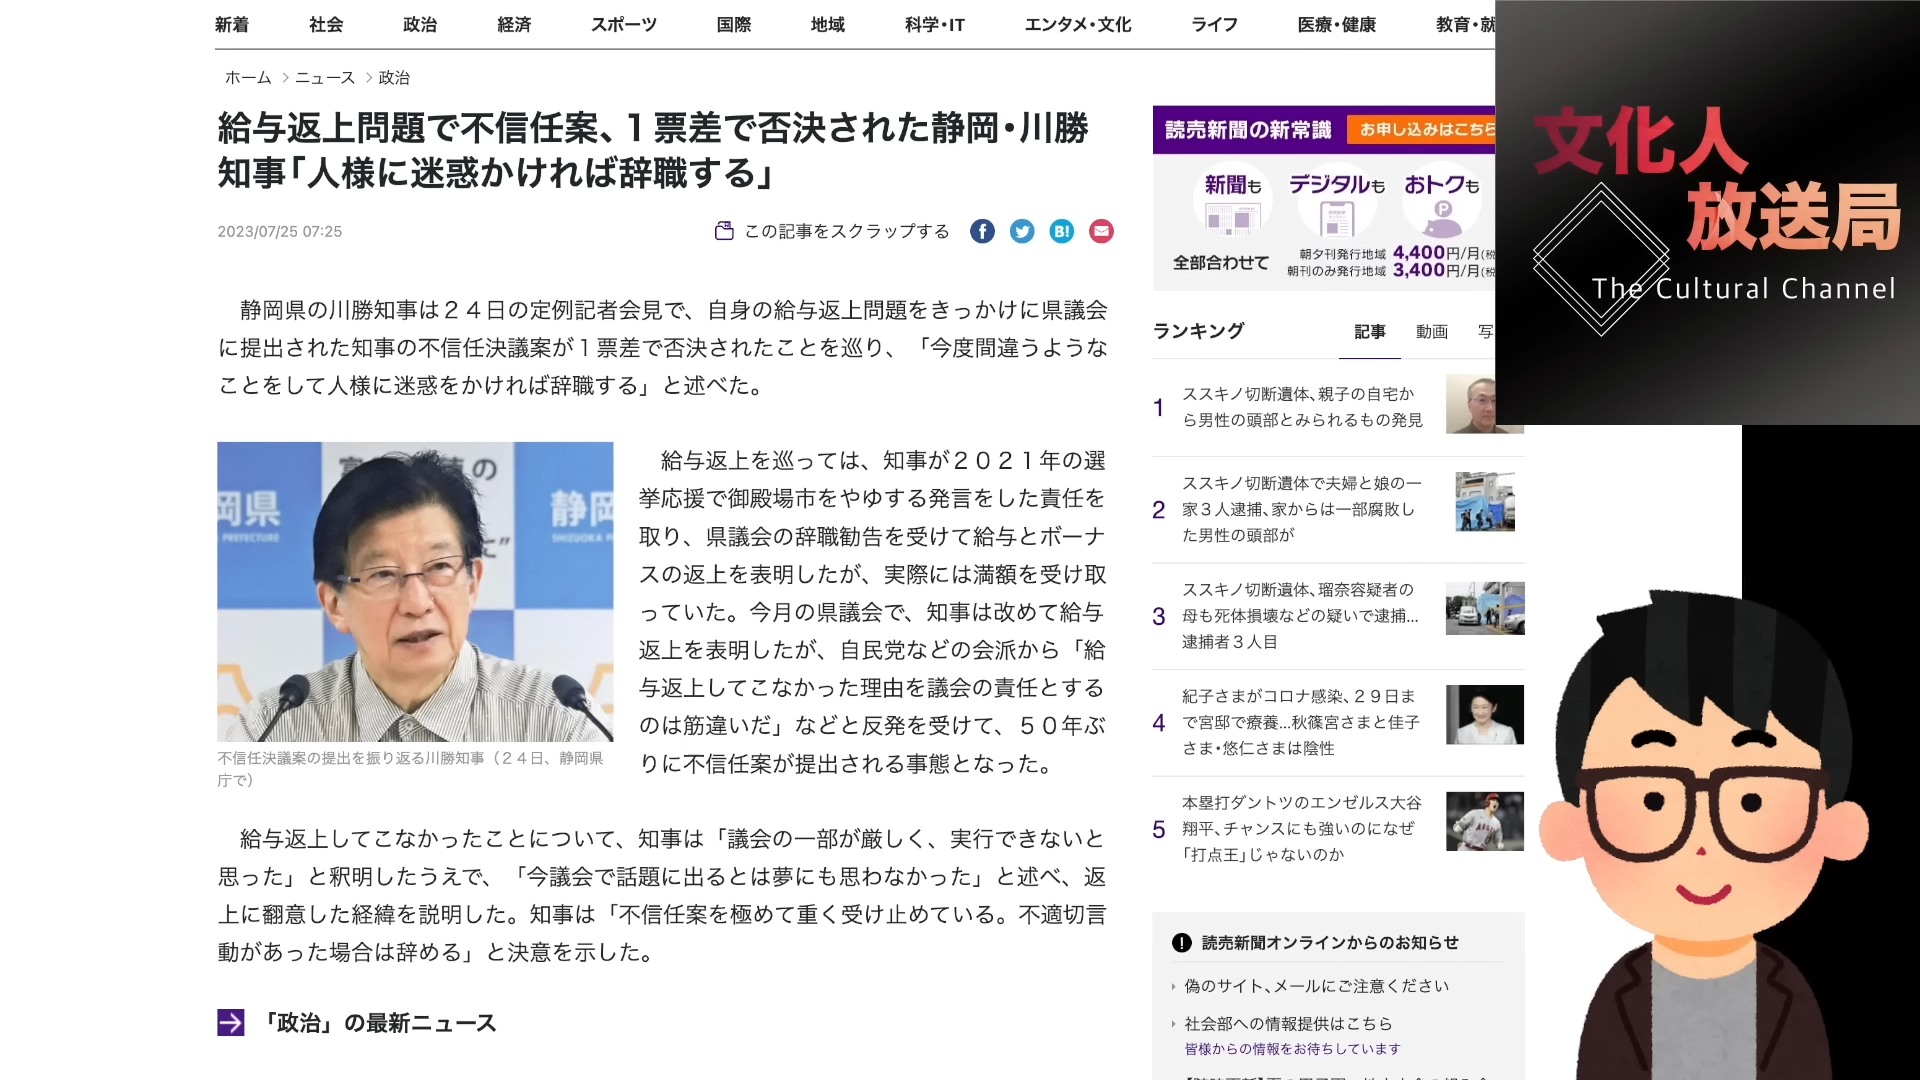 新着 社会 政治 経済 スポーツ 国際 地域 科学・IT エンタメ・文化 ライフ 医療・健康 教育・就
ホーム > ニュース > 政治
給与返上問題で不信任案、１票差で否決された静岡・川勝
知事「人様に迷惑かければ辞職する」
2023/07/25 07:25
この記事をスクラップする
静岡県の川勝知事は２４日の定例記者会見で、自身の給与返上問題をきっかけに県議会
に提出された知事の不信任決議案が１票差で否決されたことを巡り、「今度間違うような
ことをして人様に迷惑をかければ辞職する」と述べた。
岡県
PREFECTURE
静岡
SHIZUOKA P
不信任決議案の提出を振り返る川勝知事（２４日、静岡県
庁で）
給与返上を巡っては、知事が２０２１年の選
挙応援で御殿場市をやゆする発言をした責任を
取り、県議会の辞職勧告を受けて給与とボーナ
スの返上を表明したが、実際には満額を受け取
っていた。今月の県議会で、知事は改めて給与
返上を表明したが、自民党などの会派から「給
与返上してこなかった理由を議会の責任とする
のは筋違いだ」などと反発を受けて、５０年ぶ
りに不信任案が提出される事態となった。
給与返上してこなかったことについて、知事は「議会の一部が厳しく、実行できないと
思った」と釈明したうえで、「今議会で話題に出るとは夢にも思わなかった」と述べ、返
上に翻意した経緯を説明した。知事は「不信任案を極めて重く受け止めている。不適切言
動があった場合は辞める」と決意を示した。
「政治」の最新ニュース
読売新聞の新常識 お申し込みはこちら
新聞も デジタルも おトクも
全部合わせて
朝夕刊発行地域 4,400円/月(税
朝刊のみ発行地域 3,400円/月(税
ランキング 記事 動画 写
1 ススキノ切断遺体、親子の自宅か
ら男性の頭部とみられるもの発見
2 ススキノ切断遺体で夫婦と娘の一
家３人逮捕、家からは一部腐敗し
た男性の頭部が
3 ススキノ切断遺体、瑠奈容疑者の
母も死体損壊などの疑いで逮捕…
逮捕者３人目
4 紀子さまがコロナ感染、２９日ま
で宮邸で療養…秋篠宮さまと佳子
さま・悠仁さまは陰性
5 本塁打ダントツのエンゼルス大谷
翔平、チャンスにも強いのになぜ
「打点王」じゃないのか
読売新聞オンラインからのお知らせ
偽のサイト、メールにご注意ください
社会部への情報提供はこちら
皆様からの情報をお待ちしています
文化人
放送局
The Cultural Channel